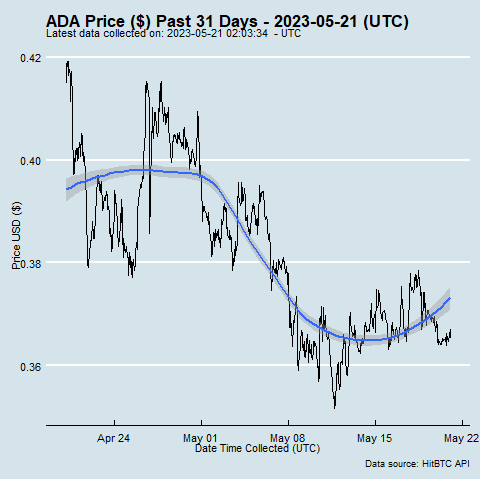 ADA Price ($) Past 31 Days - 2023-05-21 (UTC)
Latest data collected on: 2023-05-21 02:03:34 - UTC
0.42
0.40
0.38
0.36
Price USD ($)
Apr 24
May 01
May 08
May 15
May 22
Date Time Collected (UTC)
Data source: HitBTC API